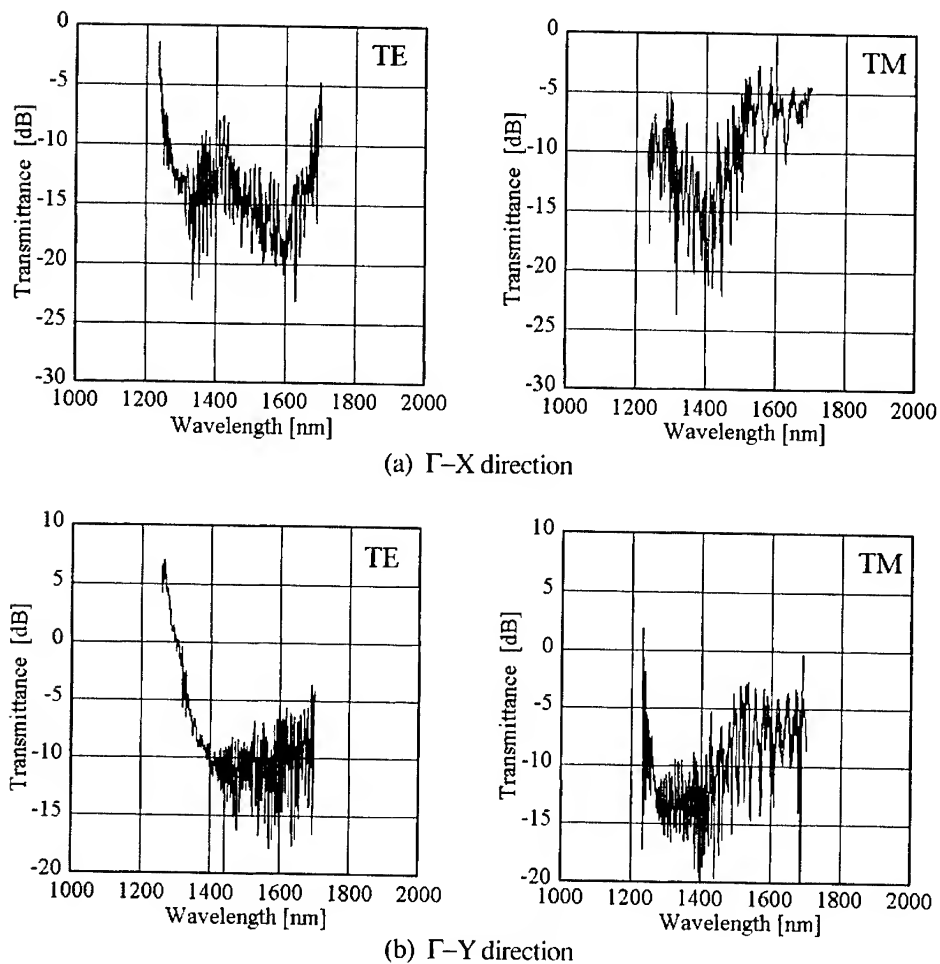 0
-5
-10
-15
-20
-25
-30
Transmittance [dB]
TE
1000 1200 1400 1600 1800 2000
Wavelength [nm]
0
-5
-10
-15
-20
-25
-30
Transmittance [dB]
TM
1000 1200 1400 1600 1800 2000
Wavelength [nm]
(a) Γ–X direction
10
5
0
-5
-10
-15
-20
Transmittance [dB]
TE
1000 1200 1400 1600 1800 2000
Wavelength [nm]
10
5
0
-5
-10
-15
-20
Transmittance [dB]
TM
1000 1200 1400 1600 1800 2000
Wavelength [nm]
(b) Γ–Y direction